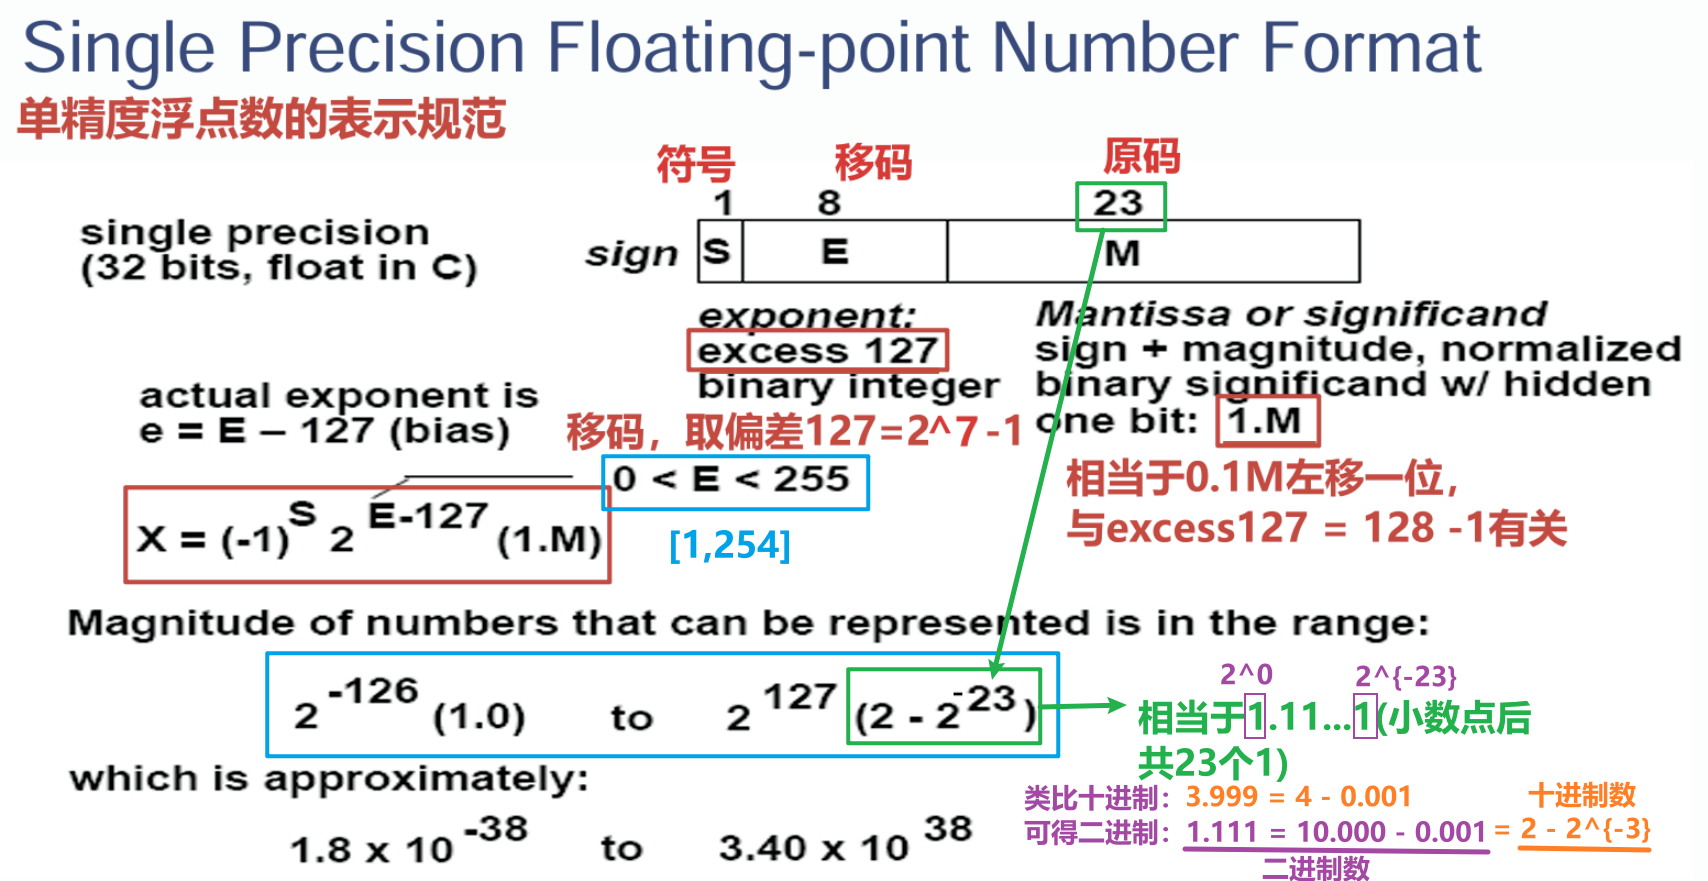 Single Precision Floating-point Number Format
单精度浮点数的表示规范
符号 移码 原码
1 8 23
single precision
(32 bits, float in C)
sign S E M
exponent:
excess 127
binary integer
Mantissa or significand
sign + magnitude, normalized
binary significand w/ hidden
one bit: 1.M
actual exponent is
e = E – 127 (bias)
移码，取偏差127=2^7-1
0 < E < 255
[1,254]
相当于0.1M左移一位，
与excess127 = 128 -1有关
X = (-1)^S 2^E-127 (1.M)
Magnitude of numbers that can be represented is in the range:
2^-126 (1.0) to 2^127 (2 - 2^-23)
2^0 2^{-23}
相当于1.11...1(小数点后
共23个1)
which is approximately:
1.8 x 10^-38 to 3.40 x 10^38
类比十进制：3.999 = 4 - 0.001 十进制数
可得二进制：1.111 = 10.000 - 0.001 = 2 - 2^{-3}
二进制数